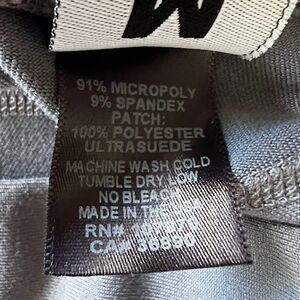 M
91% MICROPOLY
9% SPANDEX
PATCH:
100% POLYESTER
ULTRASUEDE
MACHINE WASH COLD
TUMBLE DRY LOW
NO BLEACH
MADE IN THE
RN#
CA# 36890